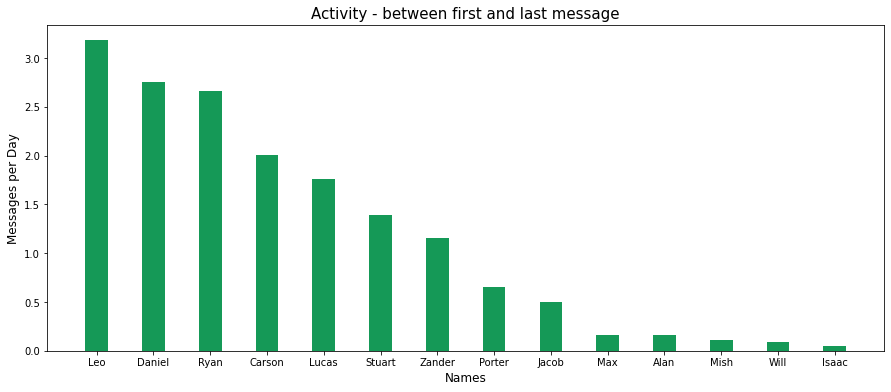 Activity - between first and last message
Messages per Day
3.0
2.5
2.0
1.5
1.0
0.5
0.0
Leo Daniel Ryan Carson Lucas Stuart Zander Porter Jacob Max Alan Mish Will Isaac
Names